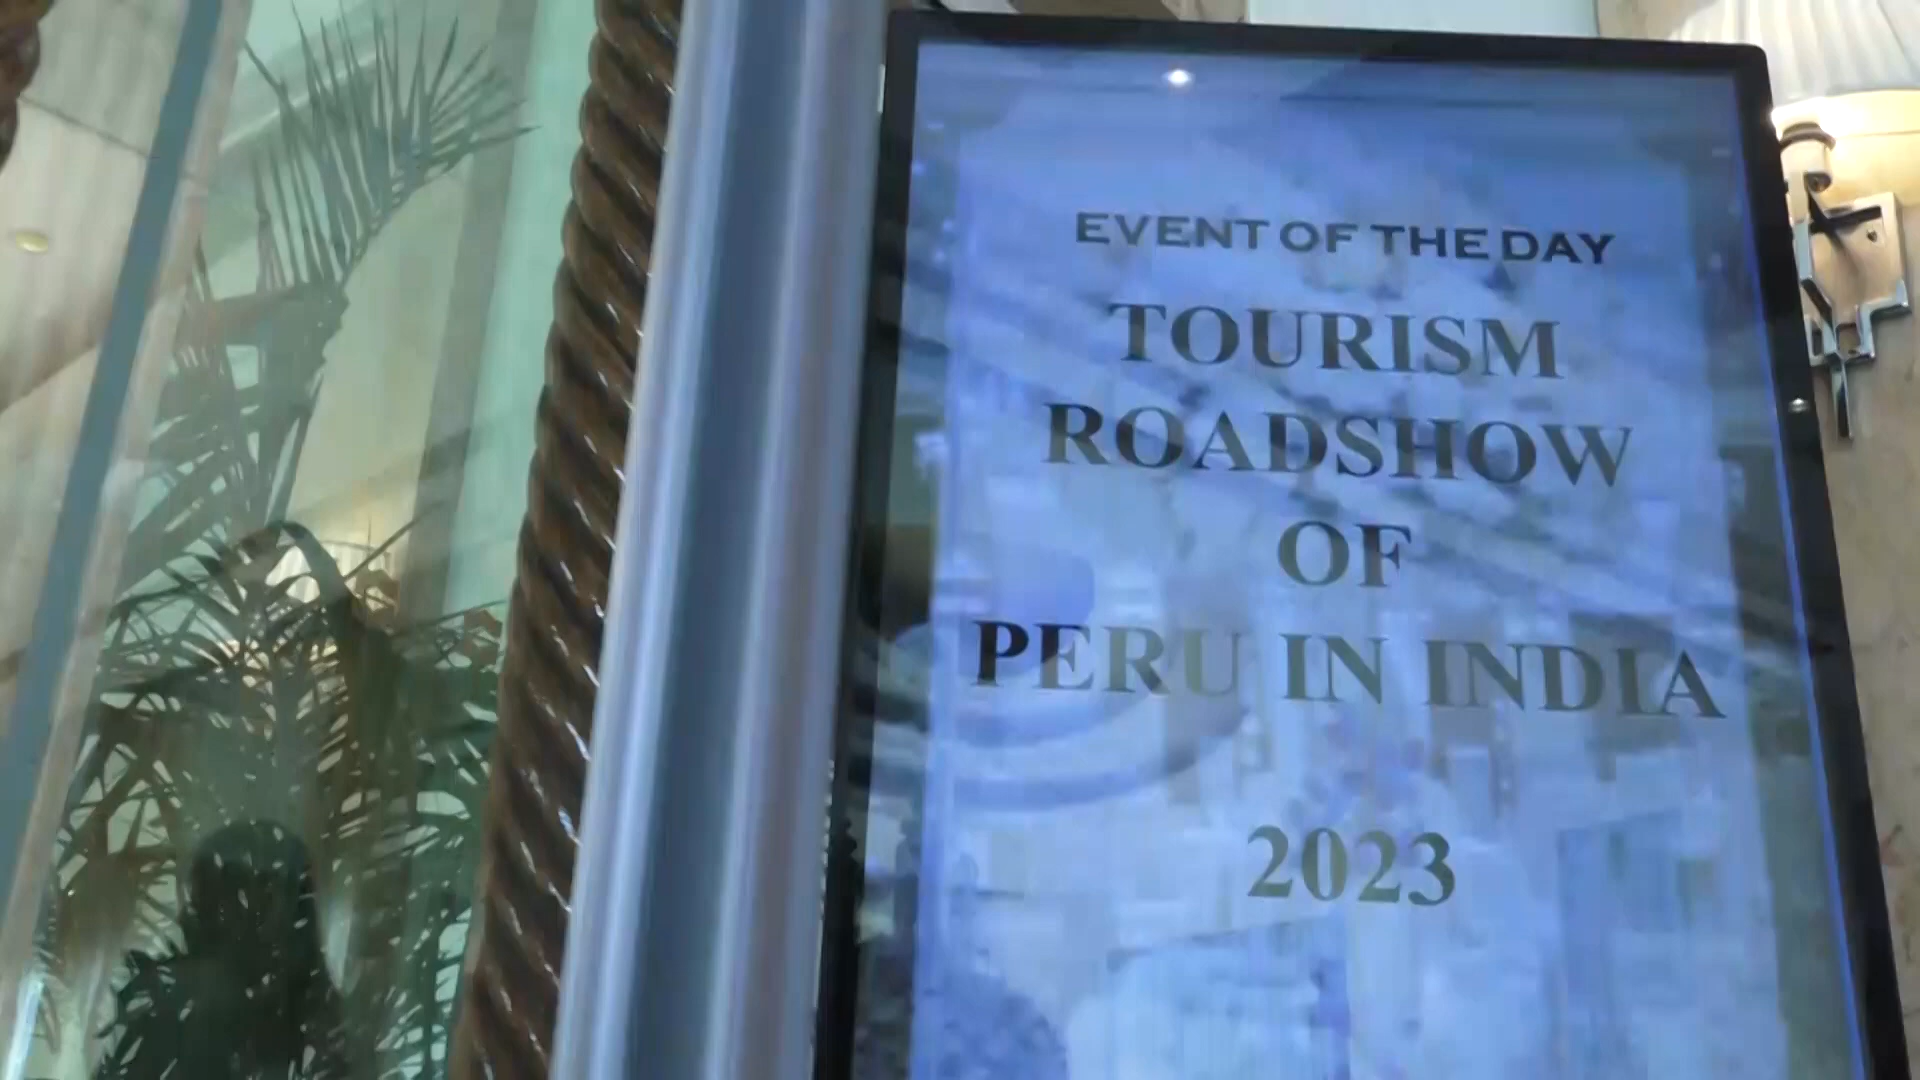 EVENT OF THE DAY
TOURISM
ROADSHOW
OF
PERU IN INDIA
2023